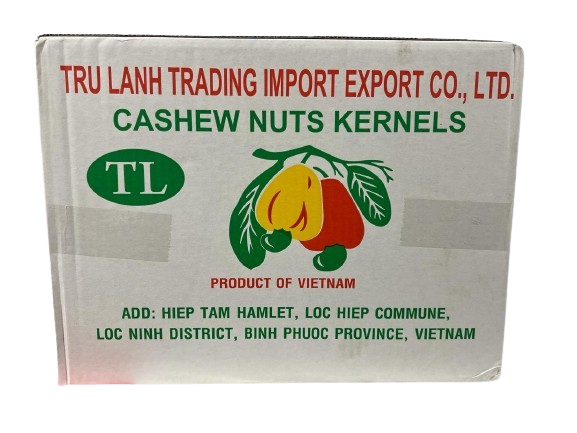 TRU LANH TRADING IMPORT EXPORT CO., LTD.
CASHEW NUTS KERNELS
TL
PRODUCT OF VIETNAM
ADD: HIEP TAM HAMLET, LOC HIEP COMMUNE,
LOC NINH DISTRICT, BINH PHUOC PROVINCE, VIETNAM